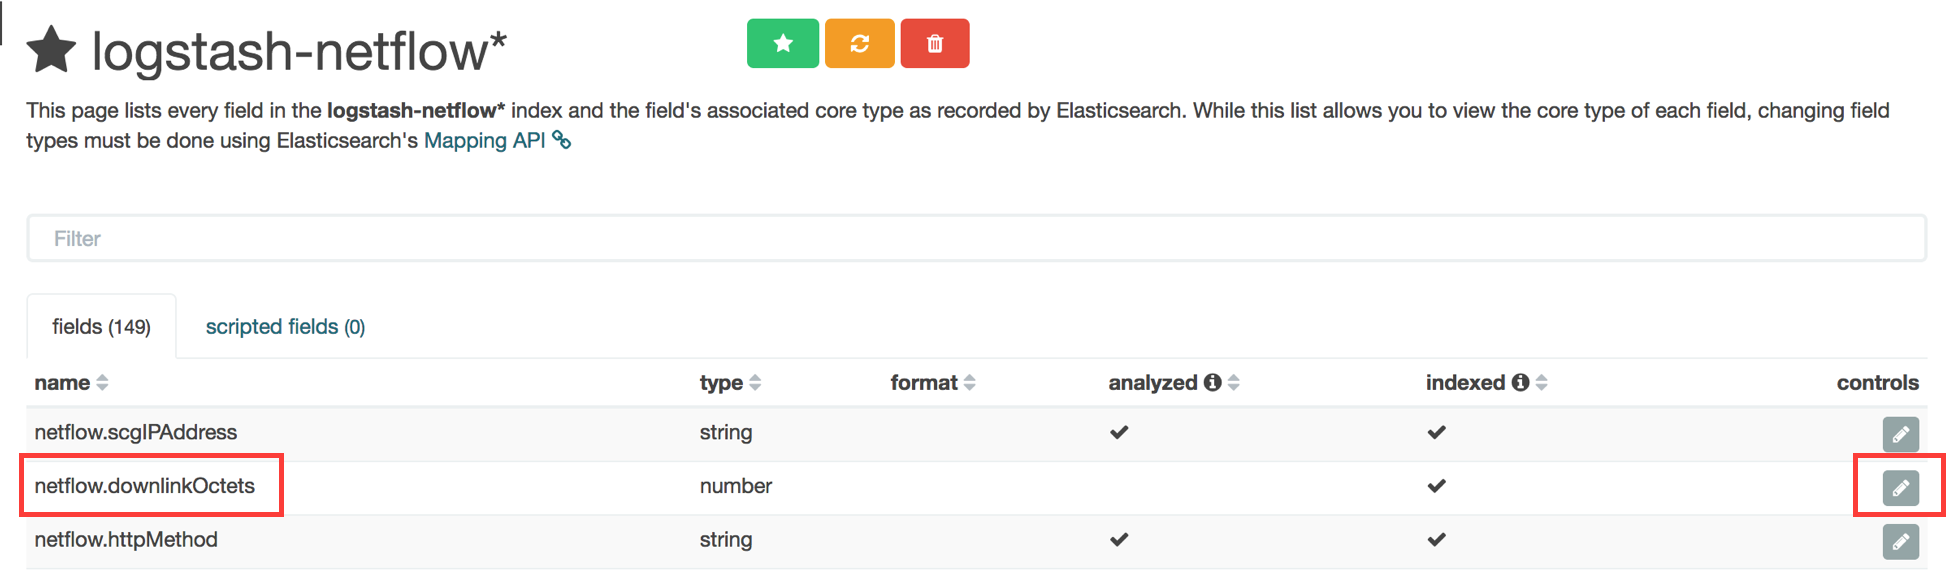 logstash-netflow*
This page lists every field in the logstash-netflow* index and the field's associated core type as recorded by Elasticsearch. While this list allows you to view the core type of each field, changing field
types must be done using Elasticsearch's Mapping API
Filter
fields (149) scripted fields (0)
name type format analyzed indexed controls
netflow.scgIPAddress string
netflow.downlinkOctets number
netflow.httpMethod string